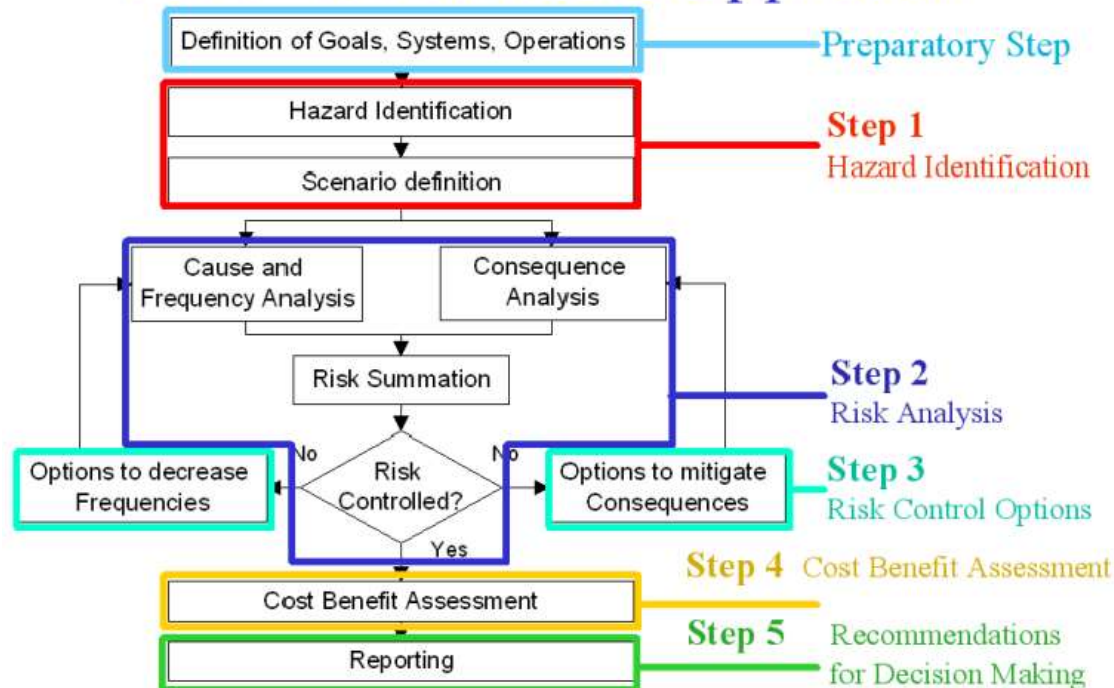 Definition of Goals, Systems, Operations
Preparatory Step
Hazard Identification
Scenario definition
Step 1
Hazard Identification
Cause and
Frequency Analysis
Consequence
Analysis
Risk Summation
Step 2
Risk Analysis
No
No
Options to decrease
Frequencies
Risk
Controlled?
Options to mitigate
Consequences
Step 3
Risk Control Options
Yes
Step 4 Cost Benefit Assessment
Cost Benefit Assessment
Step 5 Recommendations
for Decision Making
Reporting